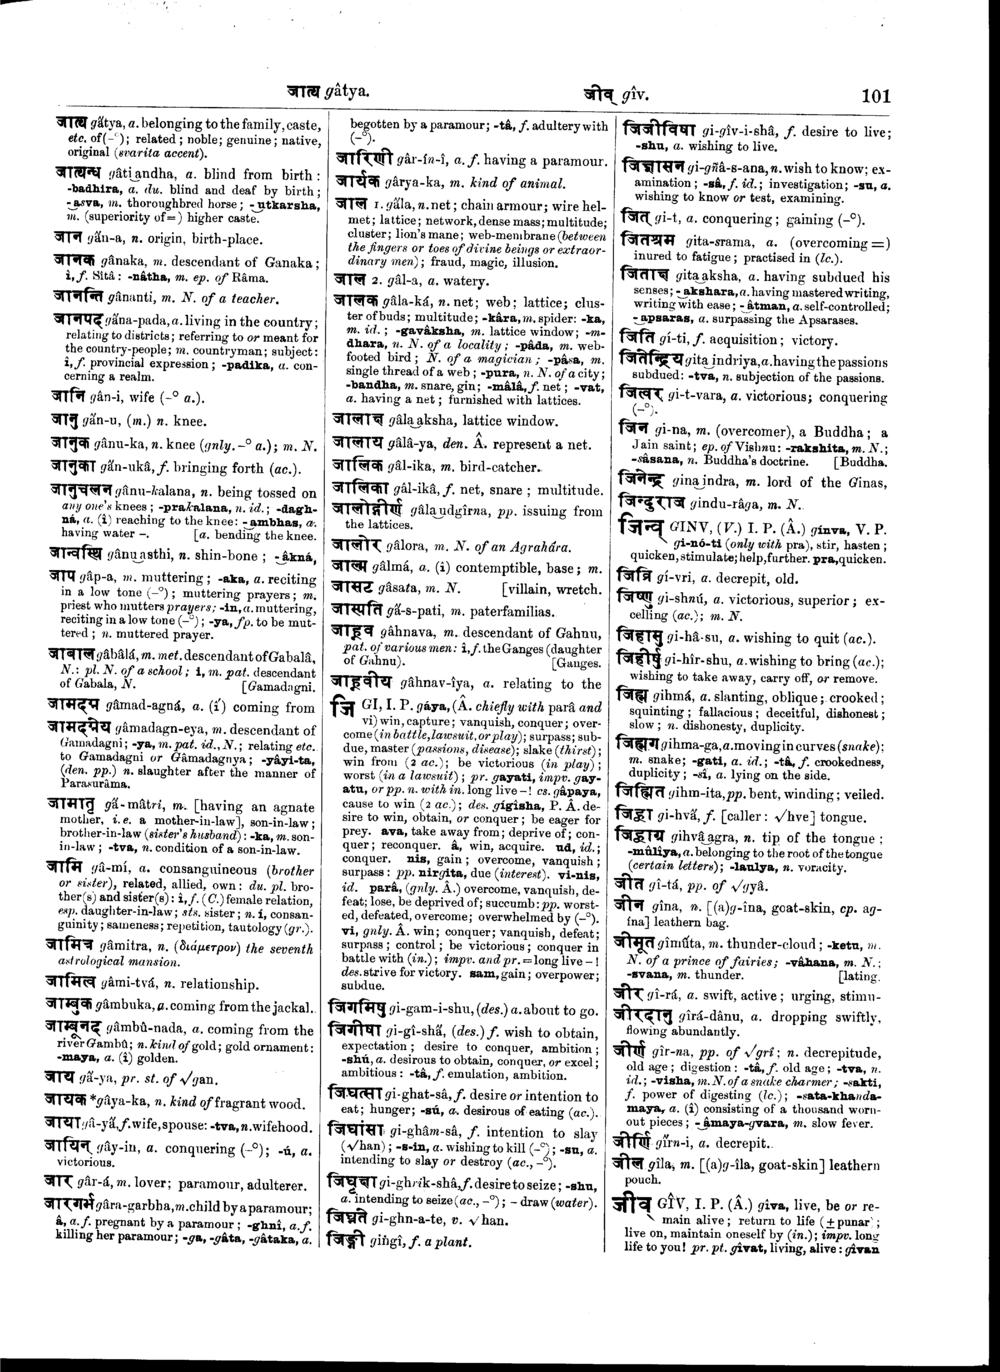 जात्य gâtya.
जीव् gîv.
101
जात्य gấtya, a. belonging to the family, caste,
etc. of (–°); related; noble; genuine; native,
original (svarita accent).
जात्यन्ध gâti̮andha, a. blind from birth:
-badhira, a. du. blind and deaf by birth;
-̮asva, m. thoroughbred horse; -̮utkarsha,
m. (superiority of=) higher caste.
जान gấn-a, n. origin, birth-place.
जानक gânaka, m. descendant of Ganaka;
i, f. Sîtâ: -nâtha, m. ep. of Râma.
जानन्ति gânanti, m. N. of a teacher.
जानपद gấna-pada, a. living in the country;
relating to districts; referring to or meant for
the country-people; m. countryman; subject:
i, f. provincial expression; -padika, a. con-
cerning a realm.
जानि gân-i, wife (–° a.).
जानु gấn-u, (m.) n. knee.
जानुक gânu-ka, n. knee (gnly. –° a.); m. N.
जानुका gấn-ukâ, f. bringing forth (ac.).
जानुचलन gânu-kalana, n. being tossed on
any one's knees; -prakalana, n. id.; -dagh-
ná, a. (î) reaching to the knee: -̮ambhas, a.
having water –. [a. bending the knee.
जान्वस्थि gânu̮asthi, n. shin-bone; -̮âkná,
जाप gâp-a, m. muttering; -aka, a. reciting
in a low tone (–°); muttering prayers; m.
priest who mutters prayers; -in, a. muttering,
reciting in a low tone (–°); -ya, fp. to be mut-
tered; n. muttered prayer.
जाबाल gâbâlá, m. met. descendant of Gabalâ,
N.: pl. N. of a school; i, m. pat. descendant
of Gabala, N. [Gamadagni.
जामदग्न gâmad-agná, a. (î) coming from
जामदग्नेय gâmadagn-eya, m. descendant of
Gamadagni; -ya, m. pat. id., N.; relating etc.
to Gamadagni or Gâmadagnya; -yâyi-ta,
(den. pp.) n. slaughter after the manner of
Parasurâma.
जामातृ gấ-mâtri, m. [having an agnate
mother, i.e. a mother-in-law], son-in-law;
brother-in-law (sister's husband): -ka, m. son-
in-law; -tva, n. condition of a son-in-law.
जामि gâ-mí, a. consanguineous (brother
or sister), related, allied, own: du. pl. bro-
ther(s) and sister(s): i, f. (C.) female relation,
esp. daughter-in-law; sts. sister; n. í, consan-
guinity; sameness; repetition, tautology (gr.).
जामित्र gâmitra, n. (διάμετρον) the seventh
astrological mansion.
जामित्व gâmi-tvá, n. relationship.
जाम्बुक gâmbuka, a. coming from the jackal.
जाम्बूनद gâmbû-nada, a. coming from the
river Gambû; n. kind of gold; gold ornament:
-maya, a. (î) golden.
जाय gấ-ya, pr. st. of √gan.
जायक *gâya-ka, n. kind of fragrant wood.
जाया gâ-yấ, f. wife, spouse: -tva, n. wifehood.
जायिन् gây-in, a. conquering (–°); -ú, a.
victorious.
जार gâr-á, m. lover; paramour, adulterer.
जारगर्भ gâra-garbha, m. child by a paramour;
â, a. f. pregnant by a paramour; -ghnî, a. f.
killing her paramour; -ga, -gâta, -gâtaka, a.
begotten by a paramour; -tâ, f. adultery with
(–°).
जारिणी gâr-ín-î, a. f. having a paramour.
जार्यक gârya-ka, m. kind of animal.
जाल 1. gấla, n. net; chain armour; wire hel-
met; lattice; network, dense mass; multitude;
cluster; lion's mane; web-membrane (between
the fingers or toes of divine beings or extraor-
dinary men); fraud, magic, illusion.
जाल 2. gâl-a, a. watery.
जालक gâla-ká, n. net; web; lattice; clus-
ter of buds; multitude; -kâra, m. spider: -ka,
m. id.; -gavâksha, m. lattice window; -m-
dhara, n. N. of a locality; -pâda, m. web-
footed bird; N. of a magician; -pâsa, m.
single thread of a web; -pura, n. N. of a city;
-bandha, m. snare, gin; -mâlâ, f. net; -vat,
a. having a net; furnished with lattices.
जालाक्ष gâla̮aksha, lattice window.
जालाय gâlâ-ya, den. Â. represent a net.
जालिक gâl-ika, m. bird-catcher.
जालिका gâl-ikâ, f. net, snare; multitude.
जालोद्गीर्ण gâla̮udgîrna, pp. issuing from
the lattices.
जालोर gâlora, m. N. of an Agrahâra.
जाल्म gâlmá, a. (î) contemptible, base; m.
जासट gâsata, m. N. [villain, wretch.
जास्पति gấ-s-pati, m. paterfamilias.
जाह्नव gâhnava, m. descendant of Gahnu,
pat. of various men: î, f. the Ganges (daughter
of Gahnu). [Ganges.
जाह्नवीय gâhnav-îya, a. relating to the
जि GI, I. P. gáya, (Â. chiefly with parâ and
vi) win, capture; vanquish, conquer; over-
come (in battle, lawsuit, or play); surpass; sub-
due, master (passions, disease); slake (thirst);
win from (2 ac.); be victorious (in play);
worst (in a lawsuit); pr. gayati, impv. gay-
atu, or pp. n. with in. long live –! cs. gâpaya,
cause to win (2 ac.); des. gígisha, P. Â. de-
sire to win, obtain, or conquer; be eager for
prey. ava, take away from; deprive of; con-
quer; reconquer. â, win, acquire. ud, id.;
conquer. nis, gain; overcome, vanquish;
surpass: pp. nirgita, due (interest). vi-nis,
id. parâ, (gnly. Â.) overcome, vanquish, de-
feat; lose, be deprived of; succumb: pp. worst-
ed, defeated, overcome; overwhelmed by (–°).
vi, gnly. Â. win; conquer; vanquish, defeat;
surpass; control; be victorious; conquer in
battle with (in.); impv. and pr.=long live –!
des. strive for victory. sam, gain; overpower;
subdue.
जिगमिषु gi-gam-i-shu, (des.) a. about to go.
जिगीषा gi-gî-shấ, (des.) f. wish to obtain,
expectation; desire to conquer, ambition;
-shú, a. desirous to obtain, conquer, or excel;
ambitious: -tâ, f. emulation, ambition.
जिघत्सा gi-ghat-sâ, f. desire or intention to
eat; hunger; -sú, a. desirous of eating (ac.).
जिघांसा gi-ghâm-sâ, f. intention to slay
(√han); -s-in, a. wishing to kill (–°); -su, a.
intending to slay or destroy (ac., –°).
जिघृक्षा gi-ghrik-shâ, f. desire to seize; -shu,
a. intending to seize (ac., –°); – draw (water).
जिघ्नते gi-ghn-a-te, v. √han.
जिङ्गी giṅgî, f. a plant.
जिजीविषा gi-gîv-i-shâ, f. desire to live;
-shu, a. wishing to live.
जिज्ञासन gi-gñâ-s-ana, n. wish to know; ex-
amination; -sâ, f. id.; investigation; -su, a.
wishing to know or test, examining.
जित् gi-t, a. conquering; gaining (–°).
जितश्रम gita-srama, a. (overcoming=)
inured to fatigue; practised in (lc.).
जिताक्ष gita̮aksha, a. having subdued his
senses; -̮akshara, a. having mastered writing,
writing with ease; -̮âtman, a. self-controlled;
-̮apsaras, a. surpassing the Apsarases.
जिति gí-ti, f. acquisition; victory.
जितेन्द्रिय gita̮indriya, a. having the passions
subdued: -tva, n. subjection of the passions.
जित्वर gi-t-vara, a. victorious; conquering
(–°).
जिन gi-na, m. (overcomer), a Buddha; a
Jain saint; ep. of Vishnu: -rakshita, m. N.;
-sâsana, n. Buddha's doctrine. [Buddha.
जिनेन्द्र gina̮indra, m. lord of the Ginas,
जिन्दुराज gindu-râga, m. N.
जिन्व् GINV, (V.) I. P. (Â.) gínva, V. P.
gi-nó-ti (only with pra), stir, hasten;
quicken, stimulate; help, further. pra, quicken.
जिव्रि gí-vri, a. decrepit, old.
जिष्णु gi-shnú, a. victorious, superior; ex-
celling (ac.); m. N.
जिहासु gi-hâ-su, a. wishing to quit (ac.).
जिहीर्षु gi-hîr-shu, a. wishing to bring (ac.);
wishing to take away, carry off, or remove.
जिह्म gihmá, a. slanting, oblique; crooked;
squinting; fallacious; deceitful, dishonest;
slow; n. dishonesty, duplicity.
जिह्मग gihma-ga, a. moving in curves (snake);
m. snake; -gati, a. id.; -tâ, f. crookedness,
duplicity; -sî, a. lying on the side.
जिह्मित gihm-ita, pp. bent, winding; veiled.
जिह्वा gi-hvấ, f. [caller: √hve] tongue.
जिह्वाग्र gihvâ̮agra, n. tip of the tongue;
-mûlîya, a. belonging to the root of the tongue
(certain letters); -laulya, n. voracity.
जीत gi-tá, pp. of √gyâ.
जीन gîna, n. [(a)g-îna, goat-skin, cp. ag-
ina] leathern bag.
जीमूत gîmûta, m. thunder-cloud; -ketu, m.
N. of a prince of fairies; -vâhana, m. N.;
-svana, m. thunder. [lating.
जीर gî-rá, a. swift, active; urging, stimu-
जीरदानु gîrá-dânu, a. dropping swiftly,
flowing abundantly.
जीर्ण gîr-na, pp. of √grî; n. decrepitude,
old age; digestion: -tâ, f. old age; -tva, n.
id.; -visha, m. N. of a snake charmer; -sakti,
f. power of digesting (lc.); -sata-khanda-
maya, a. (î) consisting of a thousand worn-
out pieces; -̮âmaya-gvara, m. slow fever.
जीर्णि gî́rn-i, a. decrepit.
जील gîla, m. [(a)g-îla, goat-skin] leathern
pouch.
जीव् GÎV, I. P. (Â.) gîva, live, be or re-
main alive; return to life (± punar);
live on, maintain oneself by (in.); impv. long
life to you! pr. pt. gîvat, living, alive: gîvan